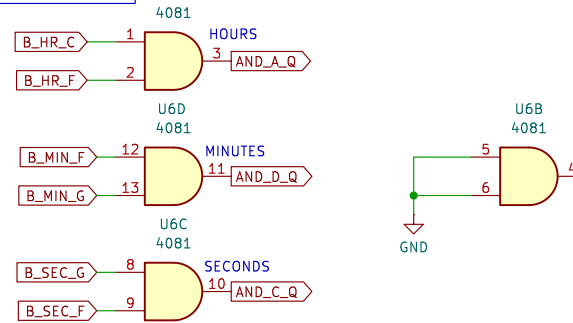 4081
B_HR_C
1
HOURS
3
AND_A_Q
B_HR_F
2
U6D
4081
B_MIN_F
12
MINUTES
11
AND_D_Q
B_MIN_G
13
U6C
4081
B_SEC_G
8
SECONDS
10
AND_C_Q
B_SEC_F
9
U6B
4081
5
4
6
GND